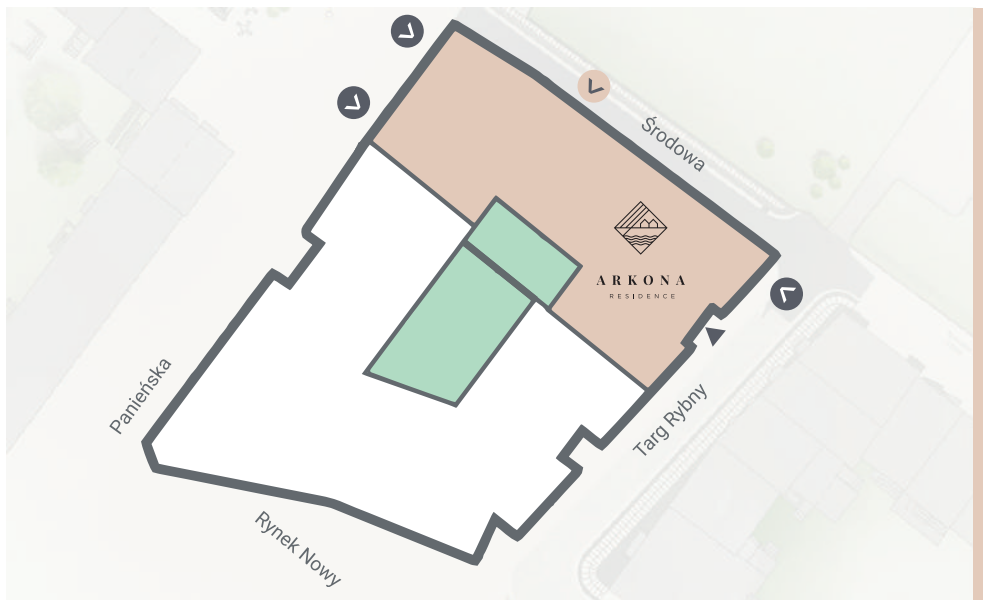 Środowa
ARKONA
RESIDENCE
Panieńska
Targ Rybny
Rynek Nowy